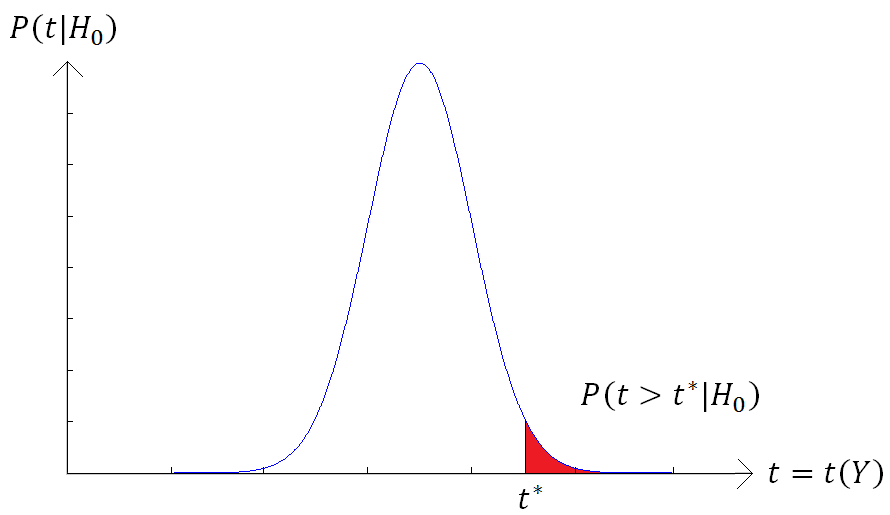 P(t|H₀)
P(t > t*|H₀)
t = t(Y)
t*